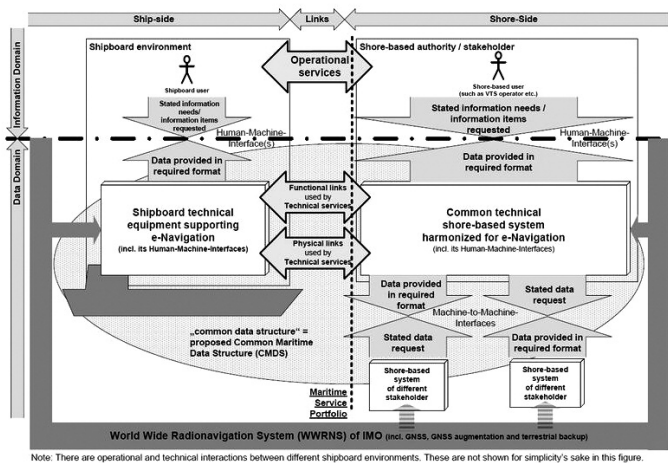 Ship-side
Links
Shore-Side
Information Domain
Data Domain
Shipboard environment
Shore-based authority / stakeholder
Operational
services
Shipboard user
Shore-based user
(such as VTS operator etc.)
Stated information
needs/
information items
requested
Stated information needs /
information items
requested
Human-Machine-
Interface(s)
Human-Machine-
Interface(s)
Data provided in
required format
Data provided in
required format
Shipboard technical
equipment supporting
e-Navigation
(incl. its Human-Machine-Interfaces)
Functional links
used by
Technical services
Physical links
used by
Technical services
Common technical
shore-based system
harmonized for e-Navigation
(incl. its Human-Machine-Interfaces)
Data provided
in required
format
Stated data
request
Machine-to-Machine-
Interfaces
Stated data
request
Data provided in
required format
„common data structure“ =
proposed Common Maritime
Data Structure (CMDS)
Shore-based
system
of different
stakeholder
Shore-based
system
of different
stakeholder
Maritime
Service
Portfolio
World Wide Radionavigation System (WWRNS) of IMO (incl. GNSS, GNSS augmentation and terrestrial backup)
Note: There are operational and technical interactions between different shipboard environments. These are not shown for simplicity's sake in this figure.